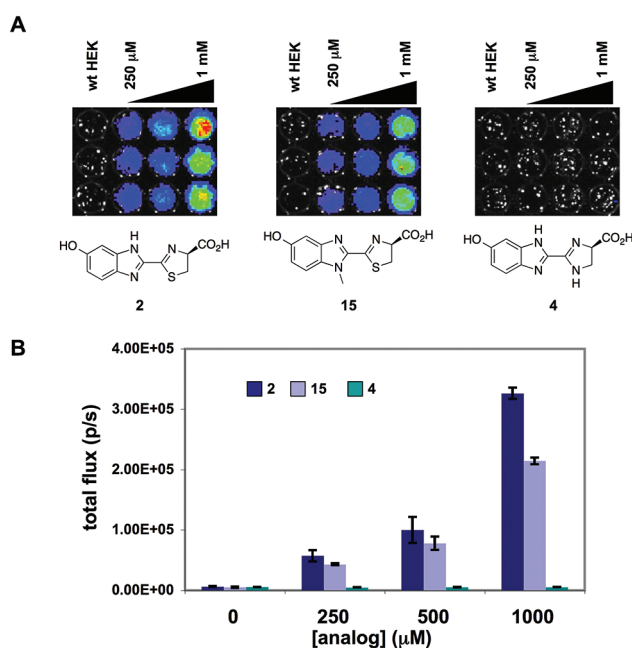 A
wt HEK 250 μM 1 mM
wt HEK 250 μM 1 mM
wt HEK 250 μM 1 mM
HO H N N N S CO2H
2
HO N N N S CO2H
15
HO H N N N N H CO2H
4
B
4.00E+05
3.00E+05
2.00E+05
1.00E+05
0.00E+00
total flux (p/s)
2 15 4
0 250 500 1000
[analog] (μM)